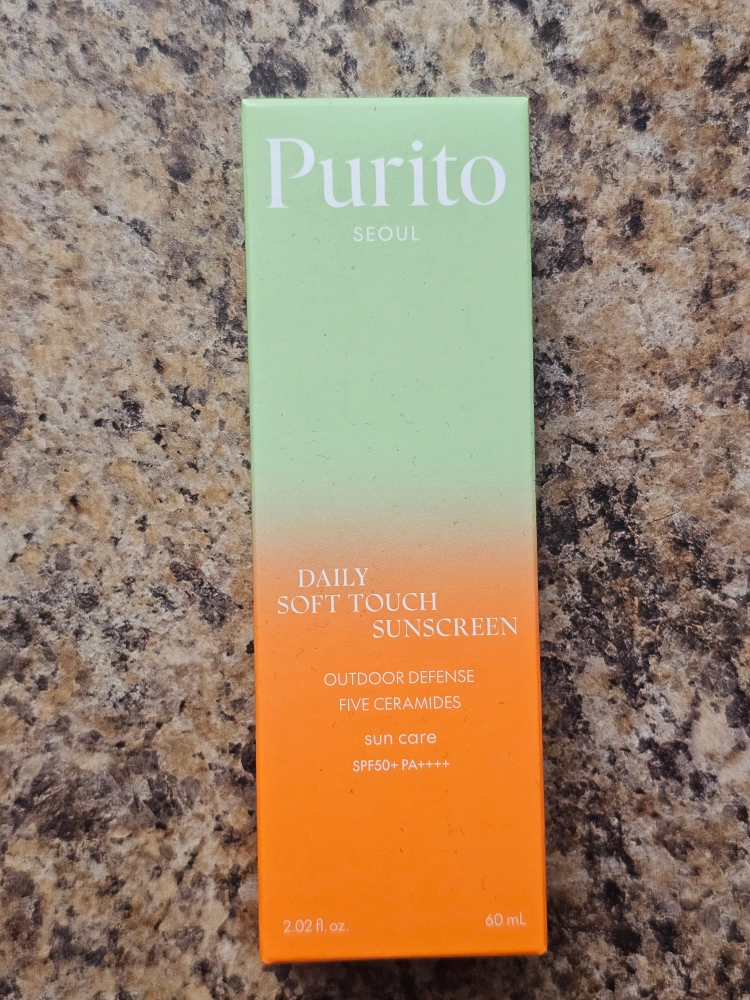 Purito
SEOUL
DAILY
SOFT TOUCH
SUNSCREEN
OUTDOOR DEFENSE
FIVE CERAMIDES
sun care
SPF50+ PA++++
2.02 fl. oz. 60 mL